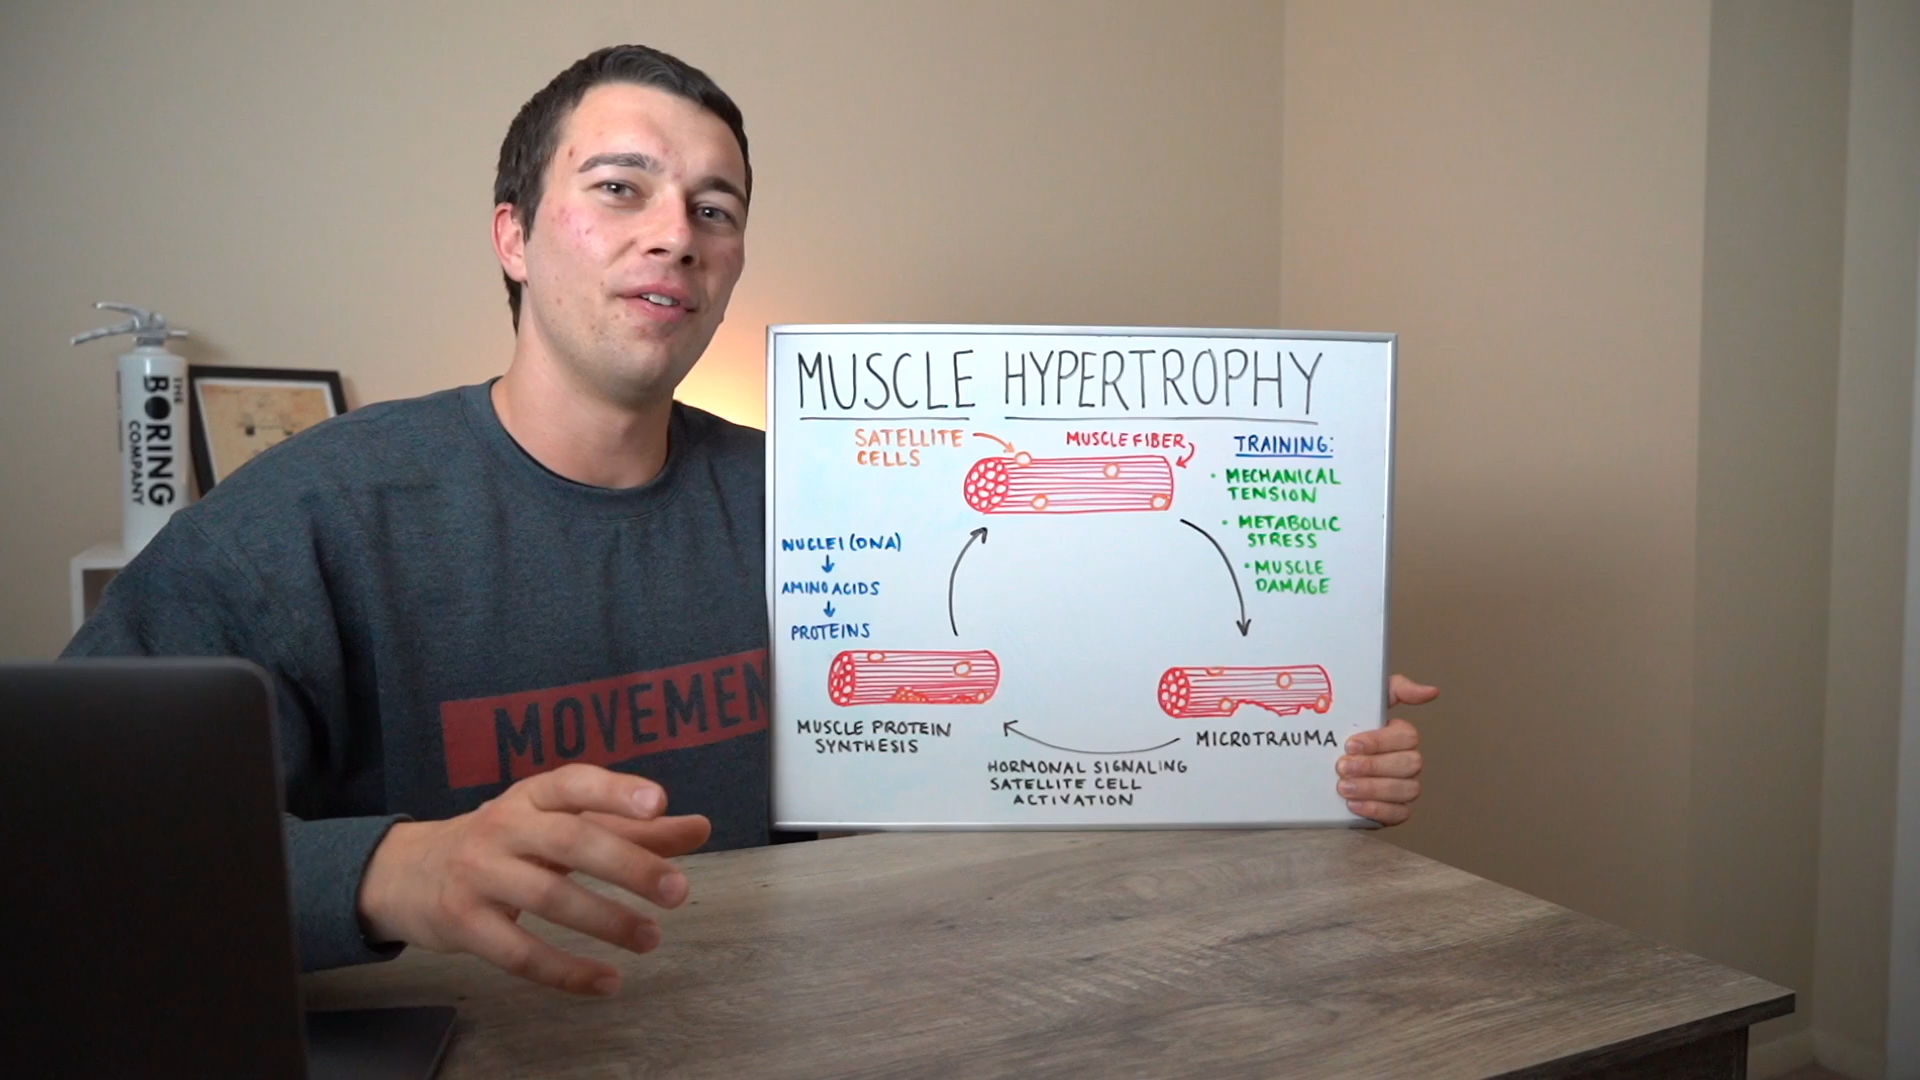 THE
BORING
COMPANY
MOVEMEN
MUSCLE HYPERTROPHY
SATELLITE
CELLS
MUSCLE FIBER
TRAINING:
• MECHANICAL
TENSION
• METABOLIC
STRESS
• MUSCLE
DAMAGE
NUCLEI (DNA)
AMINO ACIDS
PROTEINS
MUSCLE PROTEIN
SYNTHESIS
MICROTRAUMA
HORMONAL SIGNALING
SATELLITE CELL
ACTIVATION